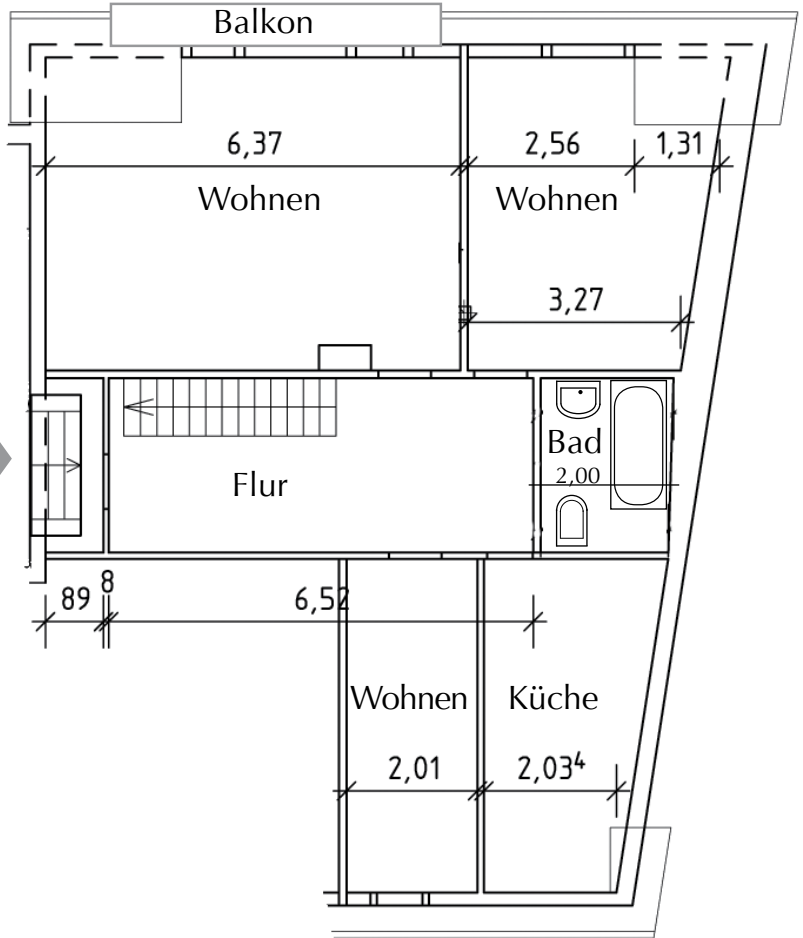 Balkon
6,37 2,56 1,31
Wohnen Wohnen
3,27
Bad
2,00
Flur
89 8 6,52
Wohnen Küche
2,01 2,03⁴